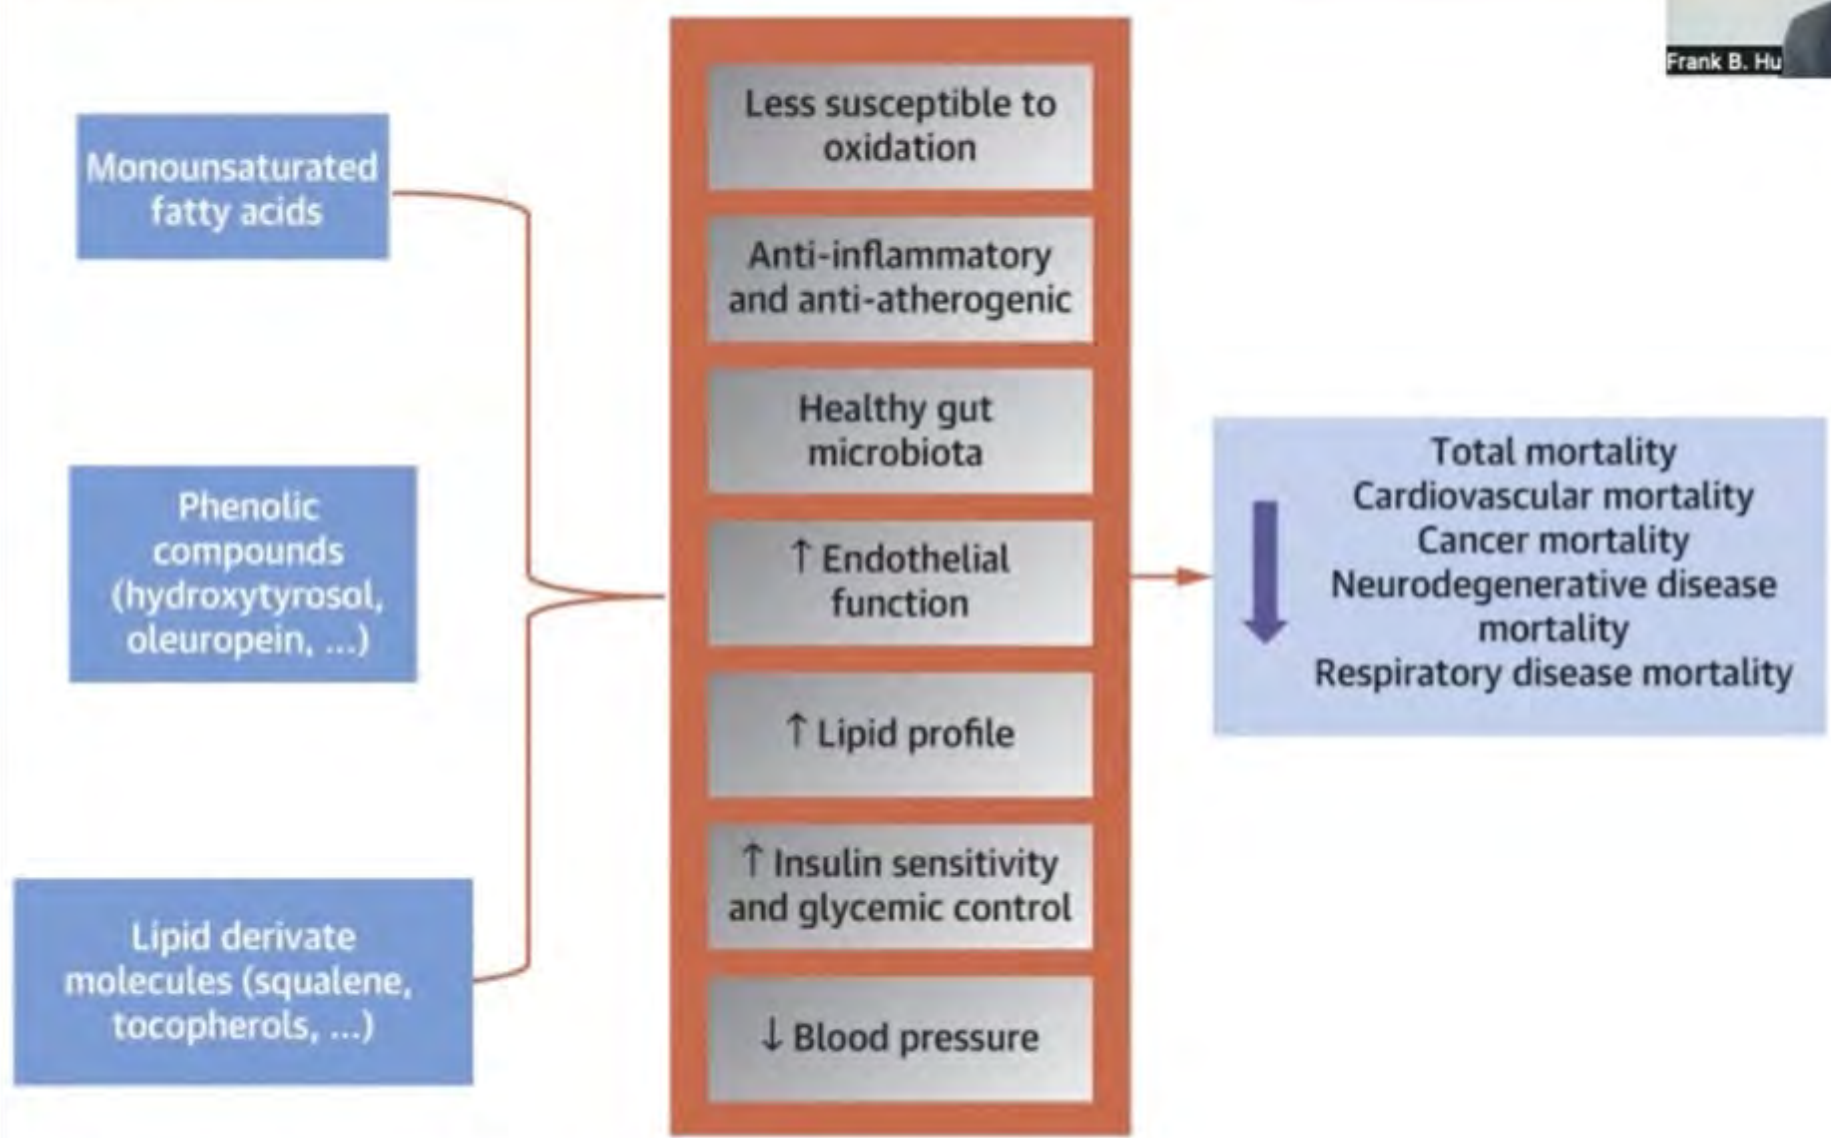 Frank B. Hu
Monounsaturated
fatty acids
Phenolic
compounds
(hydroxytyrosol,
oleuropein, ...)
Lipid derivate
molecules (squalene,
tocopherols, ...)
Less susceptible to
oxidation
Anti-inflammatory
and anti-atherogenic
Healthy gut
microbiota
↑ Endothelial
function
↑ Lipid profile
↑ Insulin sensitivity
and glycemic control
↓ Blood pressure
Total mortality
Cardiovascular mortality
Cancer mortality
Neurodegenerative disease
mortality
Respiratory disease mortality